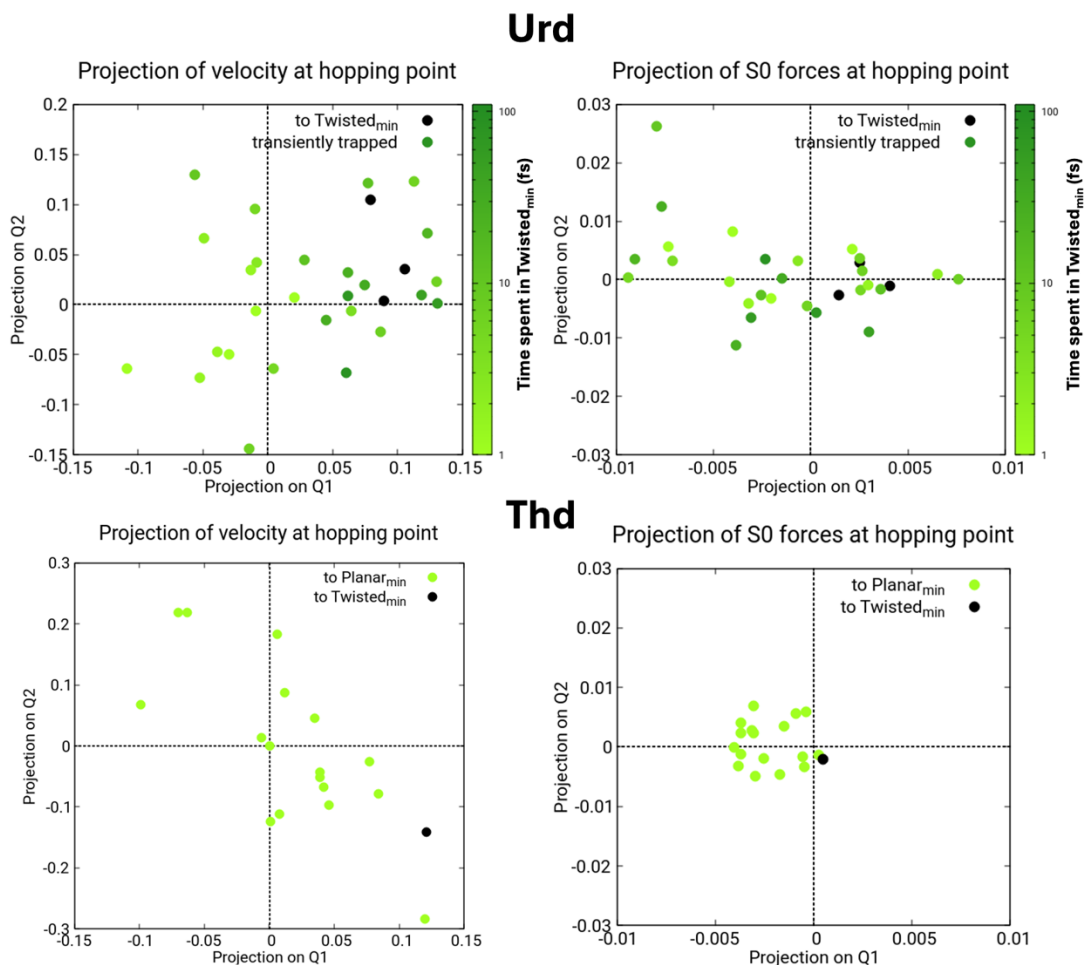 Urd
Projection of velocity at hopping point
0.2
0.15
0.1
0.05
0
-0.05
-0.1
-0.15
-0.15
-0.1
-0.05
0
0.05
0.1
0.15
Projection on Q1
Projection on Q2
to Twisted_min
transiently trapped
100
10
1
Time spent in Twisted_min (fs)
Projection of S0 forces at hopping point
0.03
0.02
0.01
0
-0.01
-0.02
-0.03
-0.01
-0.005
0
0.005
0.01
Projection on Q1
Projection on Q2
to Twisted_min
transiently trapped
100
10
1
Time spent in Twisted_min (fs)
Thd
Projection of velocity at hopping point
0.3
0.2
0.1
0
-0.1
-0.2
-0.3
-0.15
-0.1
-0.05
0
0.05
0.1
0.15
Projection on Q1
Projection on Q2
to Planar_min
to Twisted_min
Projection of S0 forces at hopping point
0.03
0.02
0.01
0
-0.01
-0.02
-0.03
-0.01
-0.005
0
0.005
0.01
Projection on Q1
Projection on Q2
to Planar_min
to Twisted_min